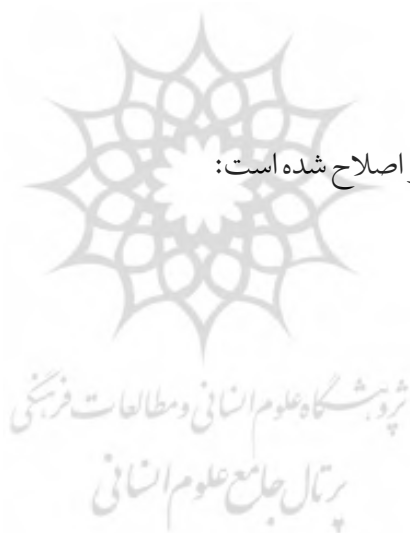 اصلاح شده است:
پژوهشگاه علوم انسانی و مطالعات فرهنگی
پرتال جامع علوم انسانی